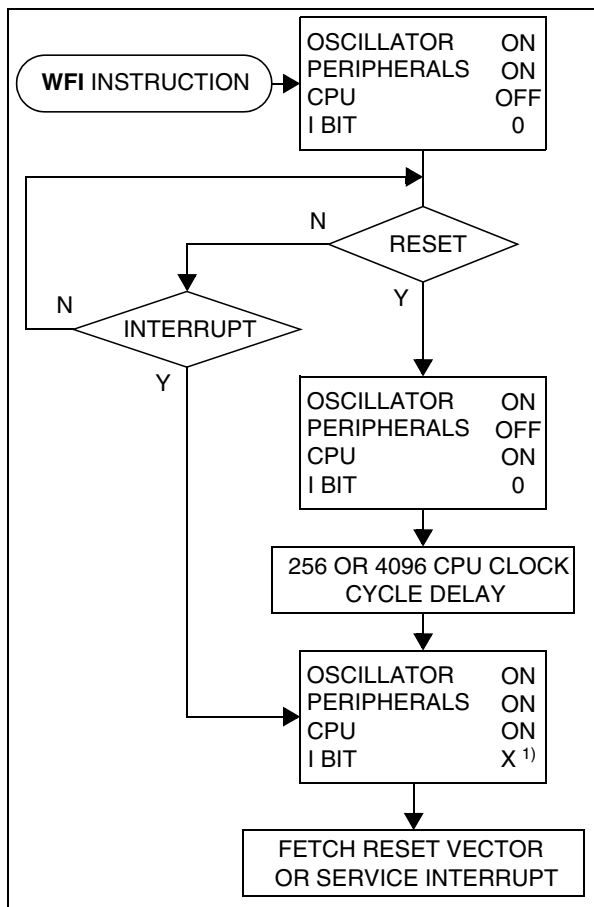 WFI INSTRUCTION
OSCILLATOR ON
PERIPHERALS ON
CPU OFF
I BIT 0
N
RESET
N
INTERRUPT
Y
Y
OSCILLATOR ON
PERIPHERALS OFF
CPU ON
I BIT 0
256 OR 4096 CPU CLOCK
CYCLE DELAY
OSCILLATOR ON
PERIPHERALS ON
CPU ON
I BIT X 1)
FETCH RESET VECTOR
OR SERVICE INTERRUPT